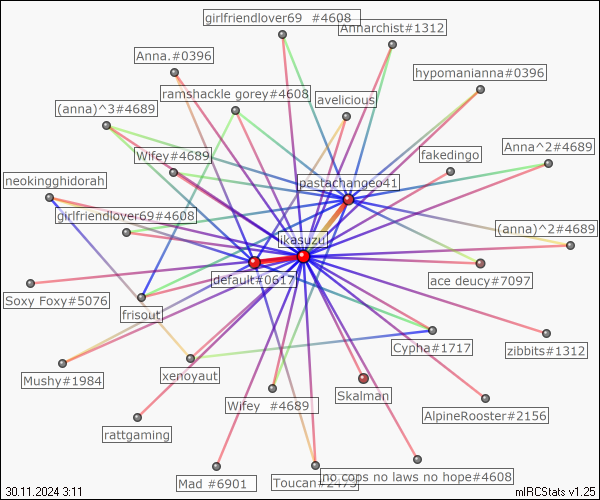 girlfriendlover69 #4608
Annarchist#1312
Anna.#0396
hypomanianna#0396
ramshackle gorey#4608
avelicious
(anna)^3#4689
Wifey#4689
fakedingo
Anna^2#4689
neokingghidorah
pastachangeo41
girlfriendlover69#4608
(anna)^2#4689
ikasuzu
default#0617
ace deucy#7097
Soxy Foxy#5076
frisout
Cypha#1717
zibbits#1312
Mushy#1984
xenoyaut
Skalman
Wifey #4689
AlpineRooster#2156
rattgaming
Mad #6901
Toucan#2473
no cops no laws no hope#4608
30.11.2024 3:11
mIRCStats v1.25